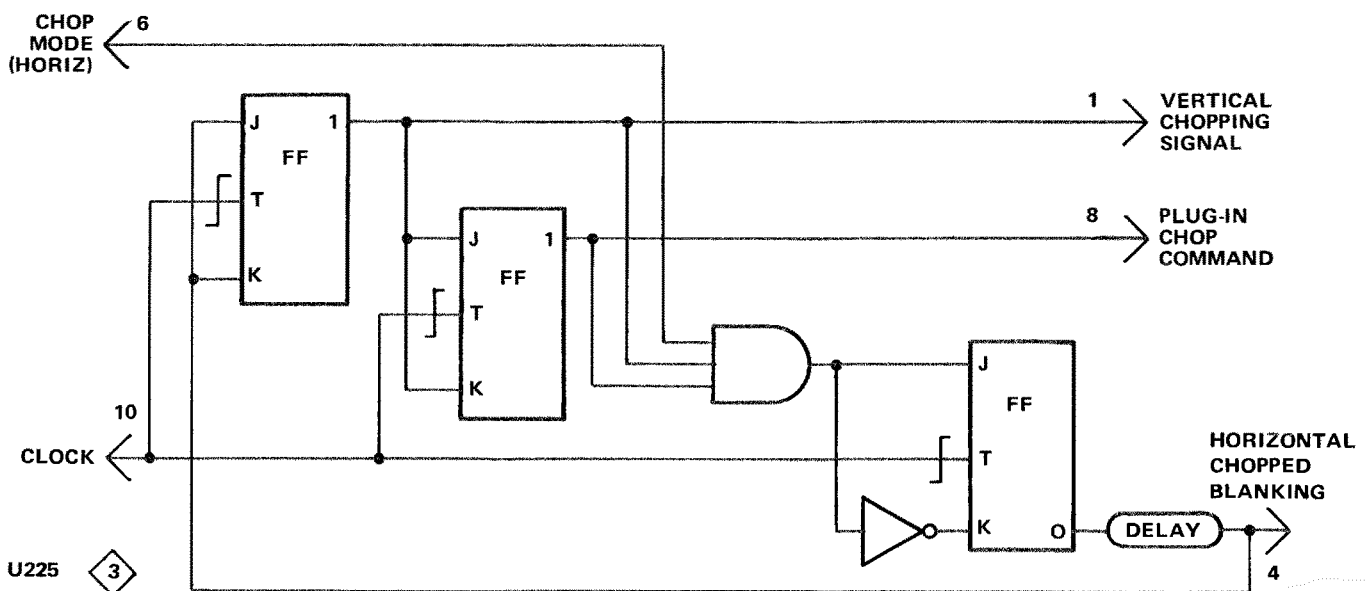 CHOP
MODE
(HORIZ)
6
J
1
FF
T
K
1
VERTICAL
CHOPPING
SIGNAL
J
1
FF
T
K
8
PLUG-IN
CHOP
COMMAND
10
CLOCK
J
FF
T
K
O
DELAY
HORIZONTAL
CHOPPED
BLANKING
4
U225
3